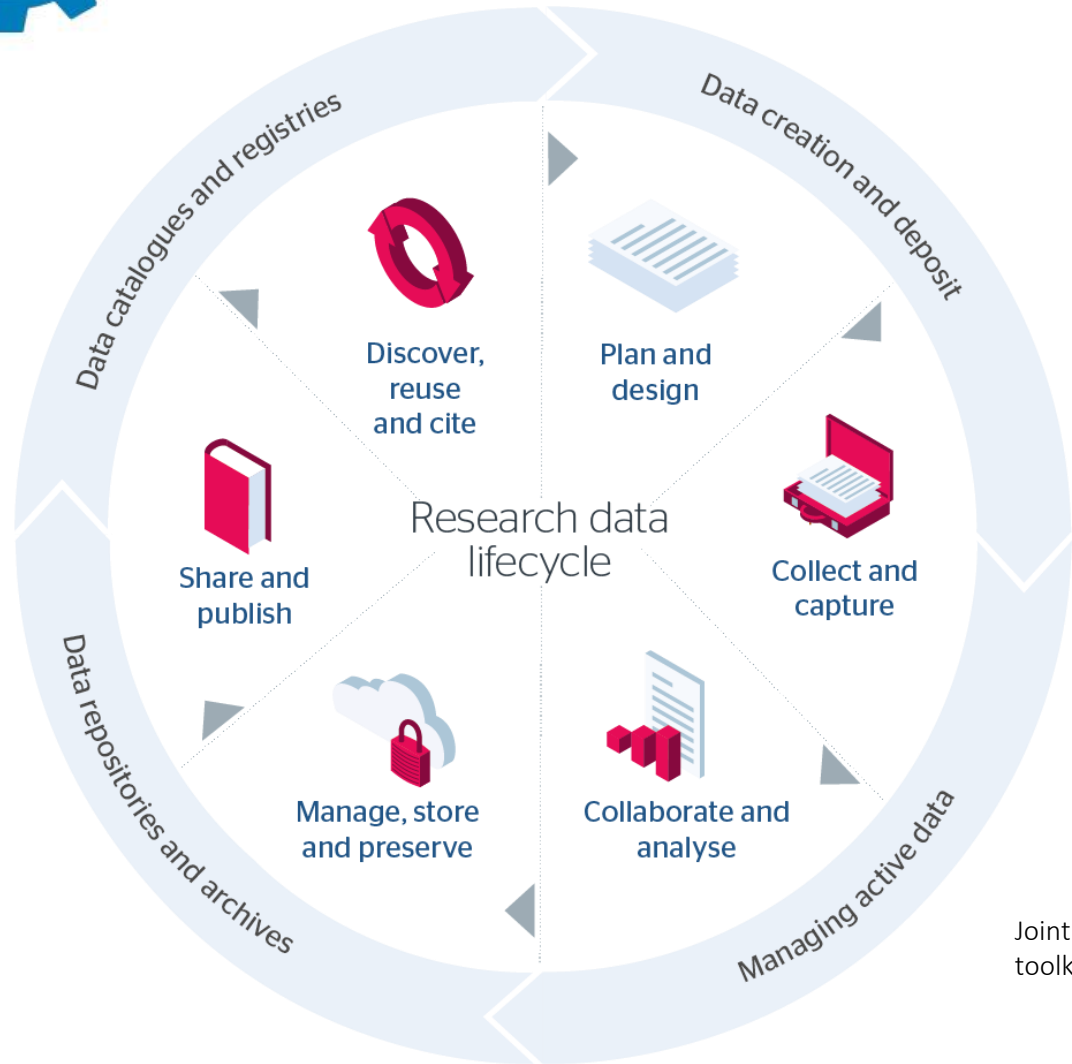 Data catalogues and registries
Data creation and deposit
Discover,
reuse
and cite
Plan and
design
Research data
lifecycle
Share and
publish
Collect and
capture
Manage, store
and preserve
Collaborate and
analyse
Data repositories and archives
Managing active data
Joint
toolk